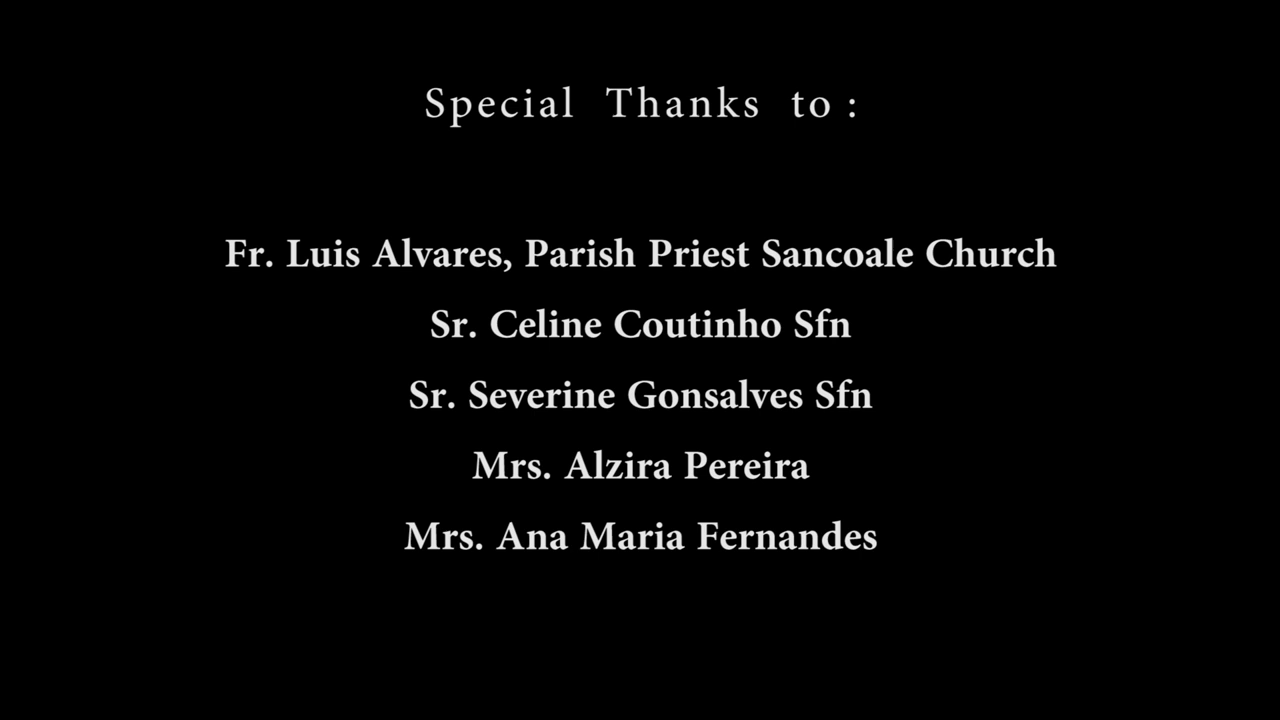 Special Thanks to :
Fr. Luis Alvares, Parish Priest Sancoale Church
Sr. Celine Coutinho Sfn
Sr. Severine Gonsalves Sfn
Mrs. Alzira Pereira
Mrs. Ana Maria Fernandes